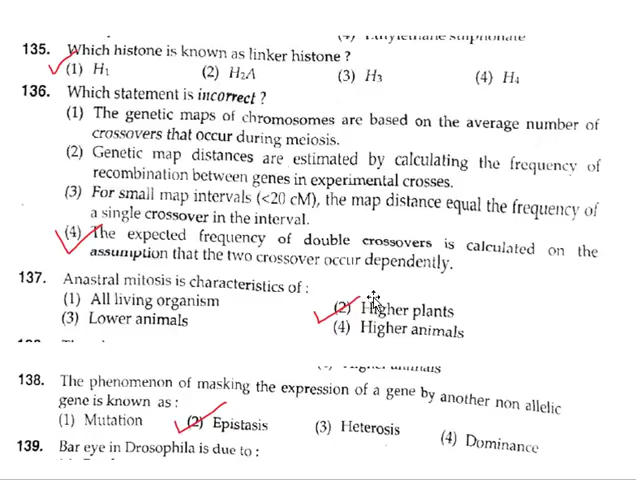 (4) Ethylethane sulphonate
135. Which histone is known as linker histone ?
(1) H1 (2) H2A (3) H3 (4) H4
136. Which statement is incorrect ?
(1) The genetic maps of chromosomes are based on the average number of
crossovers that occur during meiosis.
(2) Genetic map distances are estimated by calculating the frequency of
recombination between genes in experimental crosses.
(3) For small map intervals (<20 cM), the map distance equal the frequency of
a single crossover in the interval.
(4) The expected frequency of double crossovers is calculated on the
assumption that the two crossover occur dependently.
137. Anastral mitosis is characteristics of :
(1) All living organism (2) Higher plants
(3) Lower animals (4) Higher animals
(4) Higher animals
138. The phenomenon of masking the expression of a gene by another non allelic
gene is known as :
(1) Mutation (2) Epistasis (3) Heterosis (4) Dominance
139. Bar eye in Drosophila is due to :